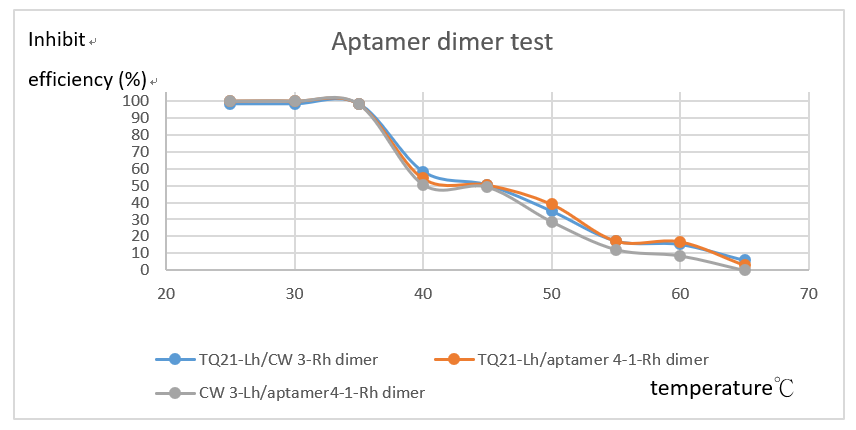 Inhibit
efficiency (%)
Aptamer dimer test
100
90
80
70
60
50
40
30
20
10
0
20 30 40 50 60 70
TQ21-Lh/CW 3-Rh dimer
TQ21-Lh/aptamer 4-1-Rh dimer
CW 3-Lh/aptamer4-1-Rh dimer
temperature℃